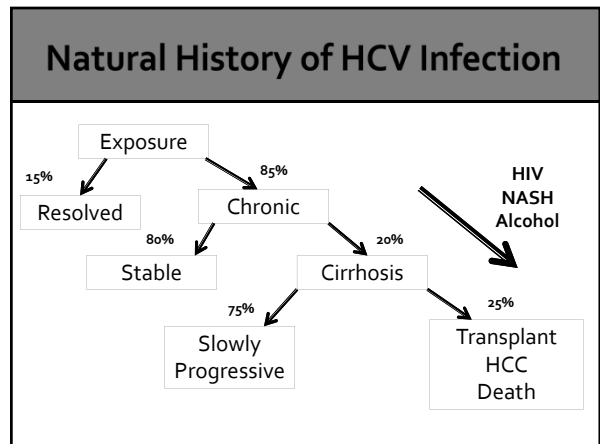 Natural History of HCV Infection
Exposure
15%
85%
Resolved
Chronic
HIV
NASH
Alcohol
80%
20%
Stable
Cirrhosis
75%
25%
Slowly
Progressive
Transplant
HCC
Death